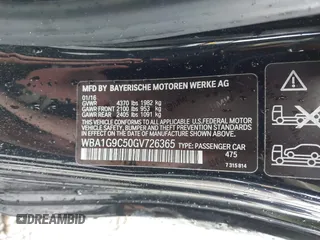 MFD BY BAYERISCHE MOTOREN WERKE AG
01/16
GVWR 4370 lbs 1982 kg
GAWR FRONT 2100 lbs 953 kg
GAWR REAR 2405 lbs 1091 kg
THIS VEHICLE CONFORMS TO ALL APPLICABLE U.S. FEDERAL
MOTOR VEHICLE SAFETY, BUMPER, AND THEFT PREVENTION
STANDARDS IN EFFECT ON THE DATE OF MANUFACTURE
SHOWN ABOVE.
WBA1G9C50GV726365 TYPE: PASSENGER CAR
475
7 315 814
DREAMBID